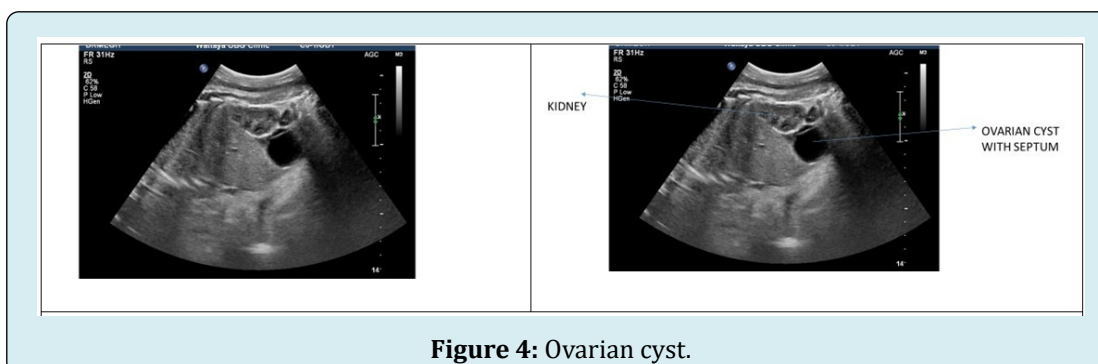 FR 31Hz
RS
2D
62%
C 58
P Low
HGen
AGC
M3
14
FR 31Hz
RS
2D
62%
C 58
P Low
HGen
AGC
M3
14
KIDNEY
OVARIAN CYST
WITH SEPTUM
Figure 4: Ovarian cyst.